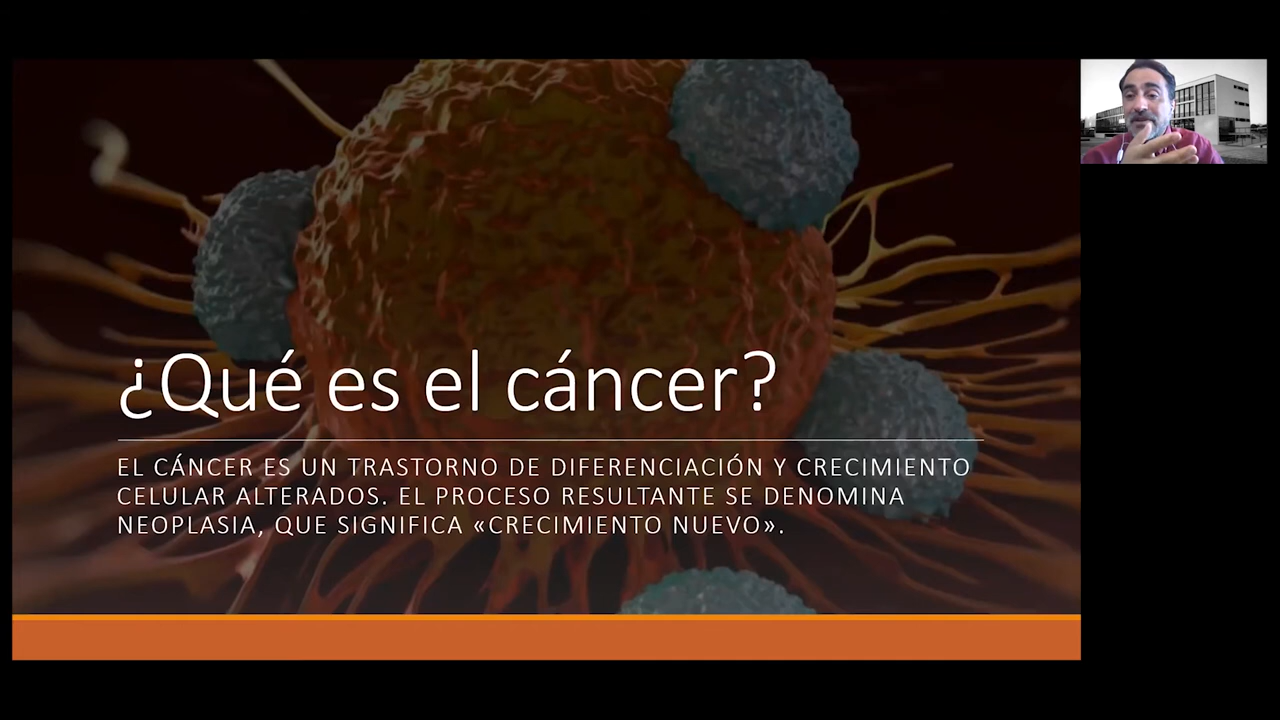 ¿Qué es el cáncer?
EL CÁNCER ES UN TRASTORNO DE DIFERENCIACIÓN Y CRECIMIENTO
CELULAR ALTERADOS. EL PROCESO RESULTANTE SE DENOMINA
NEOPLASIA, QUE SIGNIFICA «CRECIMIENTO NUEVO».